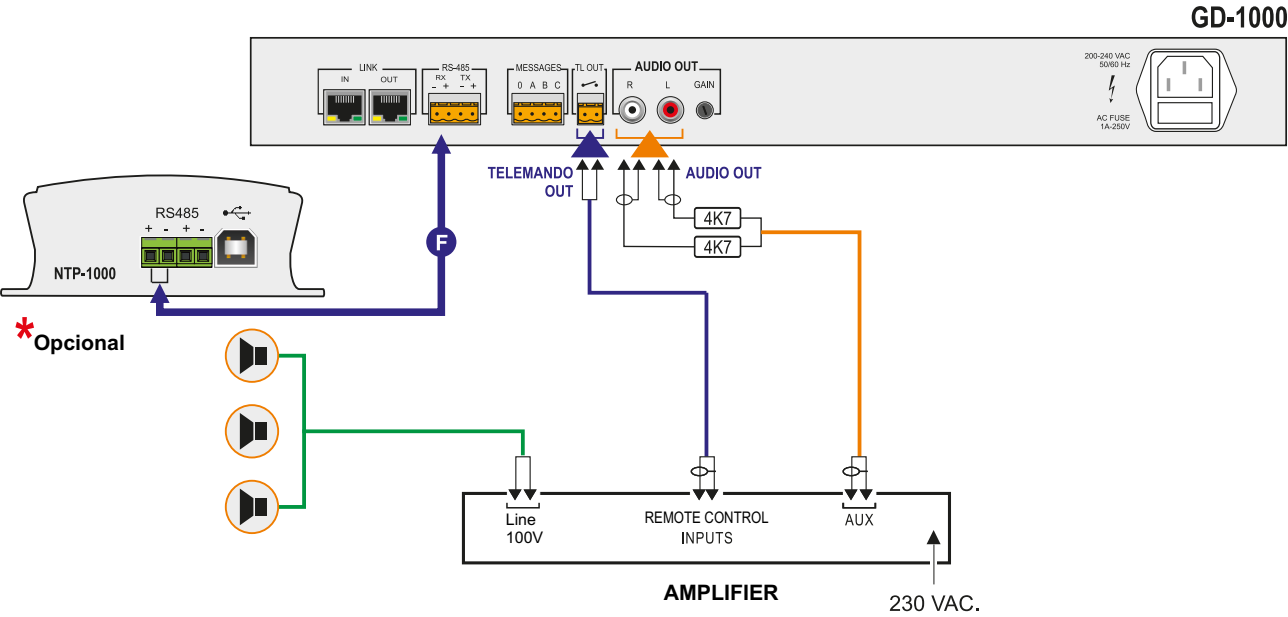 GD-1000
LINK
IN OUT
RS-485
RX TX
- + - +
MESSAGES
0 A B C
TL OUT
AUDIO OUT
R L GAIN
200-240 VAC
50/60 Hz
AC FUSE
1A-250V
TELEMANDO
OUT
AUDIO OUT
4K7
4K7
RS485
+ - + -
NTP-1000
F
*Opcional
Line
100V
REMOTE CONTROL
INPUTS
AUX
AMPLIFIER
230 VAC.